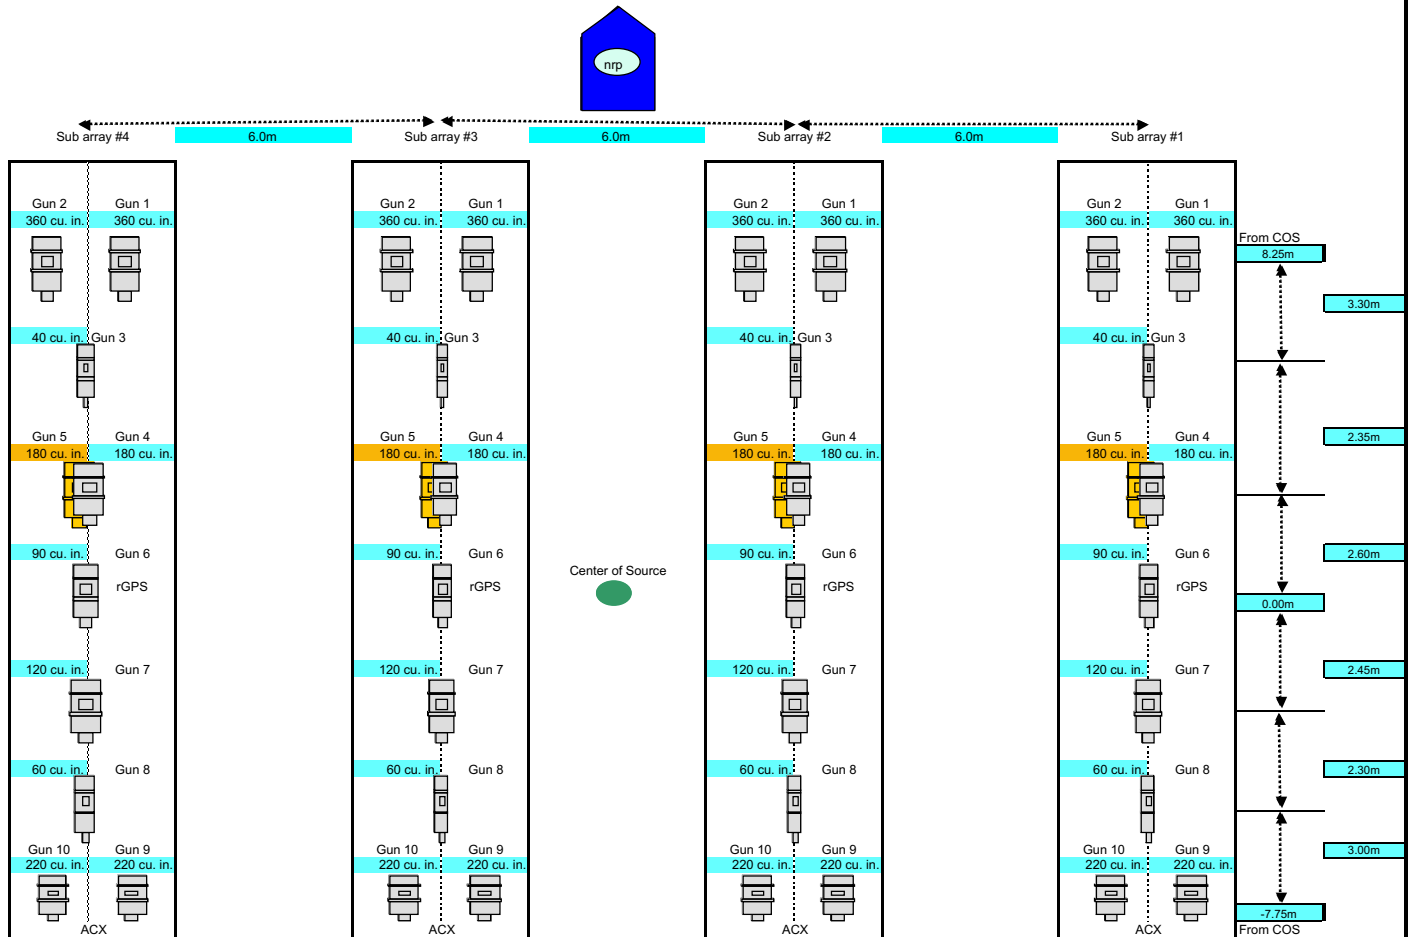 nrp
Sub array #4 6.0m Sub array #3 6.0m Sub array #2 6.0m Sub array #1
Gun 2 Gun 1 Gun 2 Gun 1 Gun 2 Gun 1 Gun 2 Gun 1
360 cu. in. 360 cu. in. 360 cu. in. 360 cu. in. 360 cu. in. 360 cu. in. 360 cu. in. 360 cu. in.
From COS
8.25m
3.30m
40 cu. in. Gun 3 40 cu. in. Gun 3 40 cu. in. Gun 3 40 cu. in. Gun 3
Gun 5 Gun 4 Gun 5 Gun 4 Gun 5 Gun 4 Gun 5 Gun 4 2.35m
180 cu. in. 180 cu. in. 180 cu. in. 180 cu. in. 180 cu. in. 180 cu. in. 180 cu. in. 180 cu. in.
90 cu. in. Gun 6 90 cu. in. Gun 6 90 cu. in. Gun 6 90 cu. in. Gun 6 2.60m
Center of Source
rGPS rGPS rGPS rGPS
0.00m
120 cu. in. Gun 7 120 cu. in. Gun 7 120 cu. in. Gun 7 120 cu. in. Gun 7 2.45m
60 cu. in. Gun 8 60 cu. in. Gun 8 60 cu. in. Gun 8 60 cu. in. Gun 8 2.30m
Gun 10 Gun 9 Gun 10 Gun 9 Gun 10 Gun 9 Gun 10 Gun 9 3.00m
220 cu. in. 220 cu. in. 220 cu. in. 220 cu. in. 220 cu. in. 220 cu. in. 220 cu. in. 220 cu. in.
-7.75m
ACX ACX ACX ACX From COS